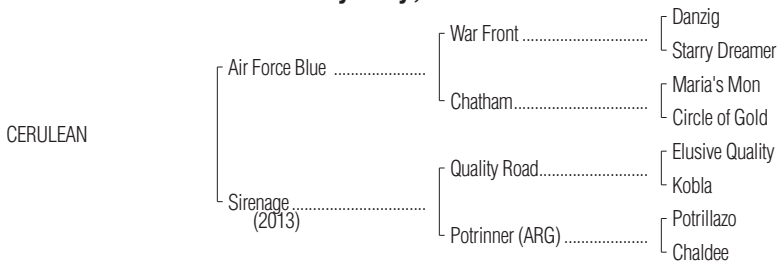 War Front
Danzig
Starry Dreamer
Air Force Blue
Chatham
Maria's Mon
Circle of Gold
CERULEAN
Quality Road
Elusive Quality
Kobla
Sirenage
(2013)
Potrinner (ARG)
Potrillazo
Chaldee